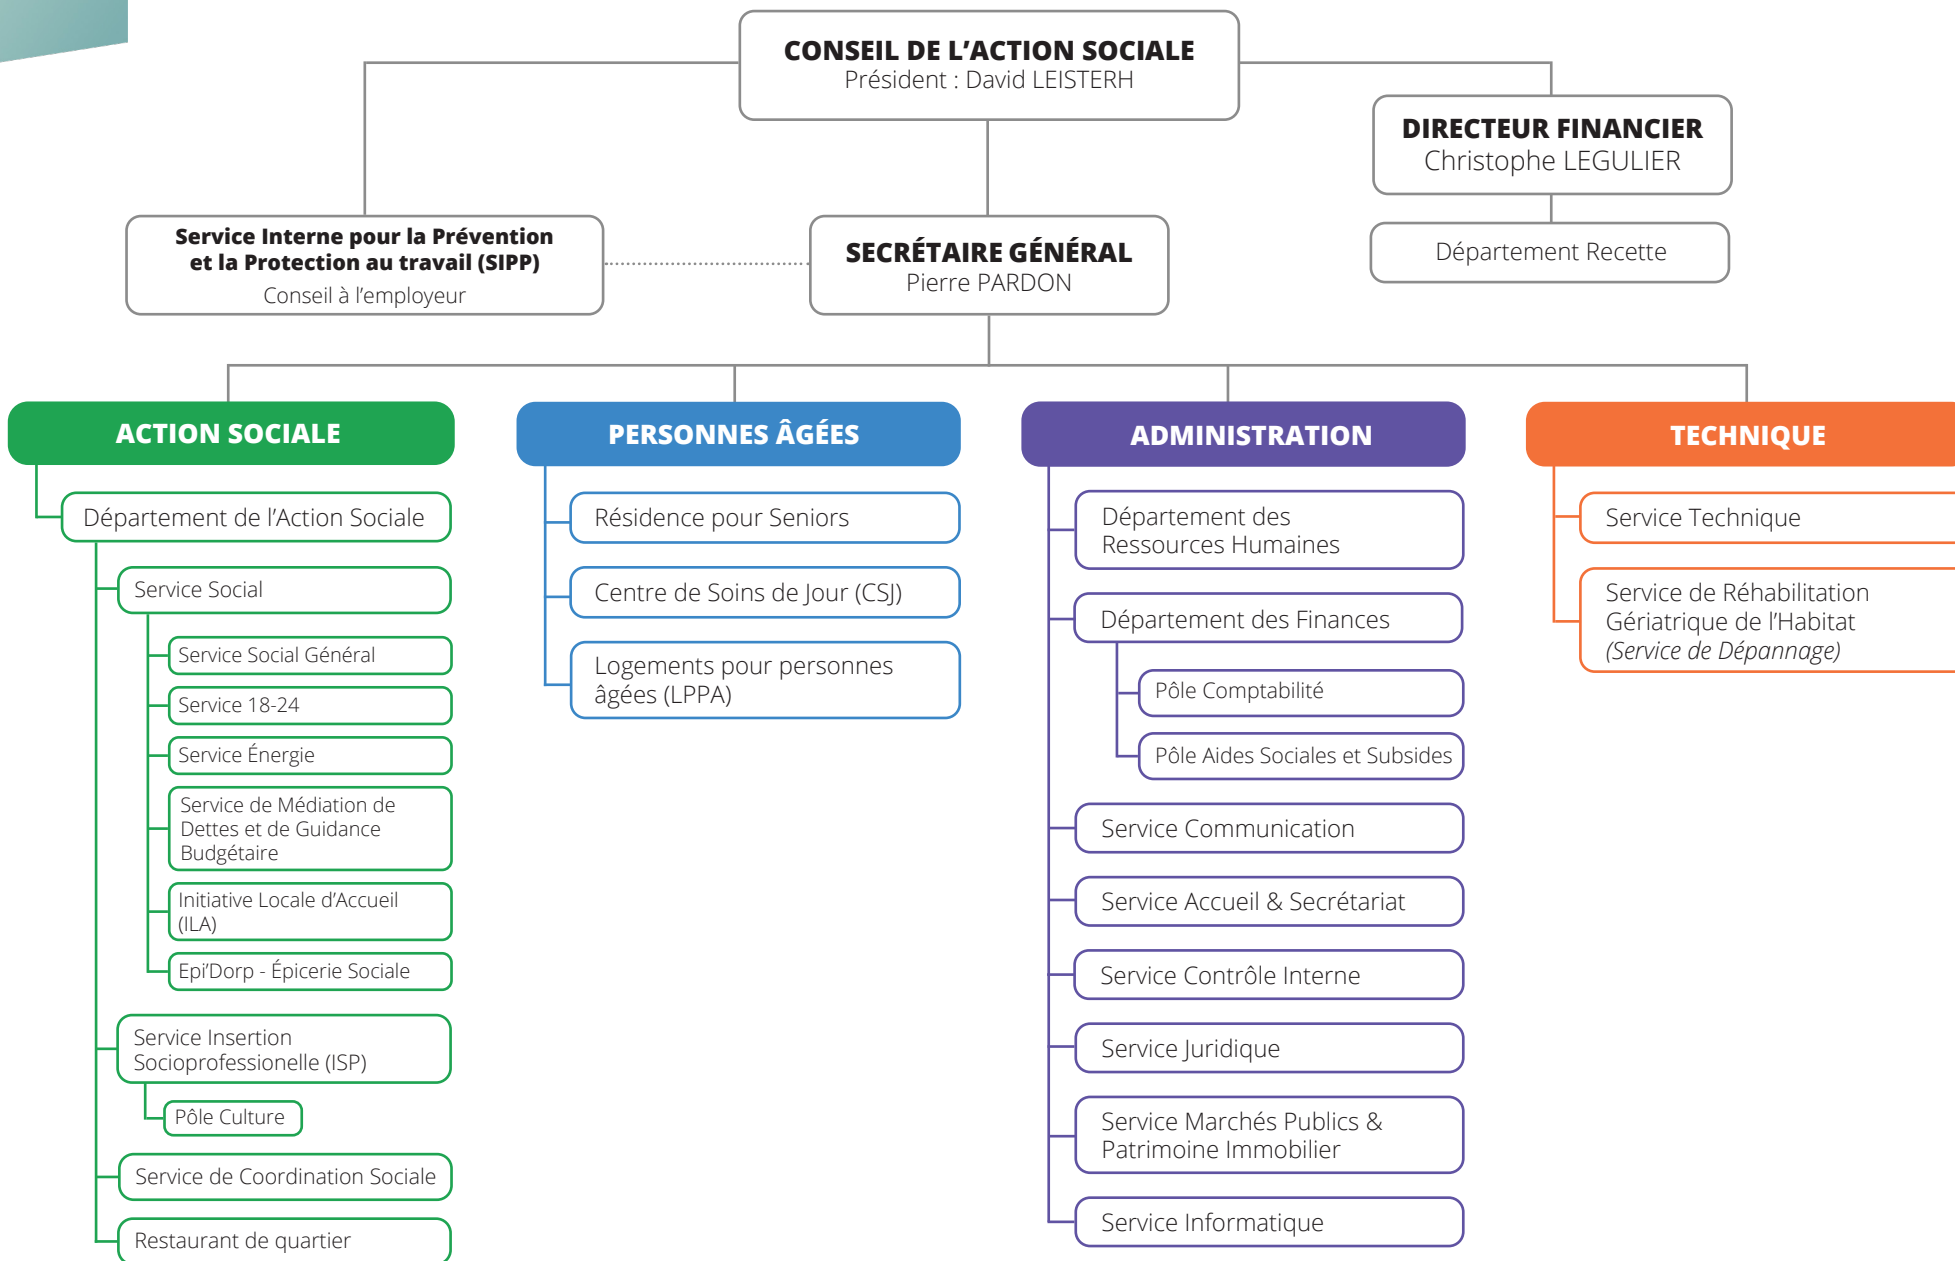 CONSEIL DE L’ACTION SOCIALE
Président : David LEISTERH
DIRECTEUR FINANCIER
Christophe LEGULIER
Département Recette
Service Interne pour la Prévention
et la Protection au travail (SIPP)
Conseil à l’employeur
SECRÉTAIRE GÉNÉRAL
Pierre PARDON
ACTION SOCIALE
Département de l’Action Sociale
Service Social
Service Social Général
Service 18-24
Service Énergie
Service de Médiation de
Dettes et de Guidance
Budgétaire
Initiative Locale d’Accueil
(ILA)
Epi’Dorp - Épicerie Sociale
Service Insertion
Socioprofessionelle (ISP)
Pôle Culture
Service de Coordination Sociale
Restaurant de quartier
PERSONNES ÂGÉES
Résidence pour Seniors
Centre de Soins de Jour (CSJ)
Logements pour personnes
âgées (LPPA)
ADMINISTRATION
Département des
Ressources Humaines
Département des Finances
Pôle Comptabilité
Pôle Aides Sociales et Subsides
Service Communication
Service Accueil & Secrétariat
Service Contrôle Interne
Service Juridique
Service Marchés Publics &
Patrimoine Immobilier
Service Informatique
TECHNIQUE
Service Technique
Service de Réhabilitation
Gériatrique de l’Habitat
(Service de Dépannage)